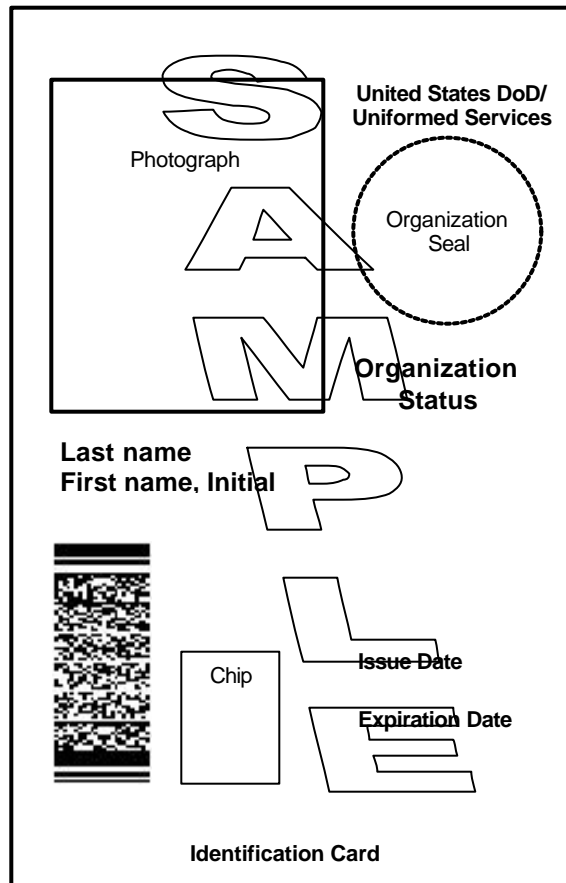 SAMPLE
United States DoD/
Uniformed Services
Photograph
Organization
Seal
Organization
Status
Last name
First name, Initial
Chip
Issue Date
Expiration Date
Identification Card